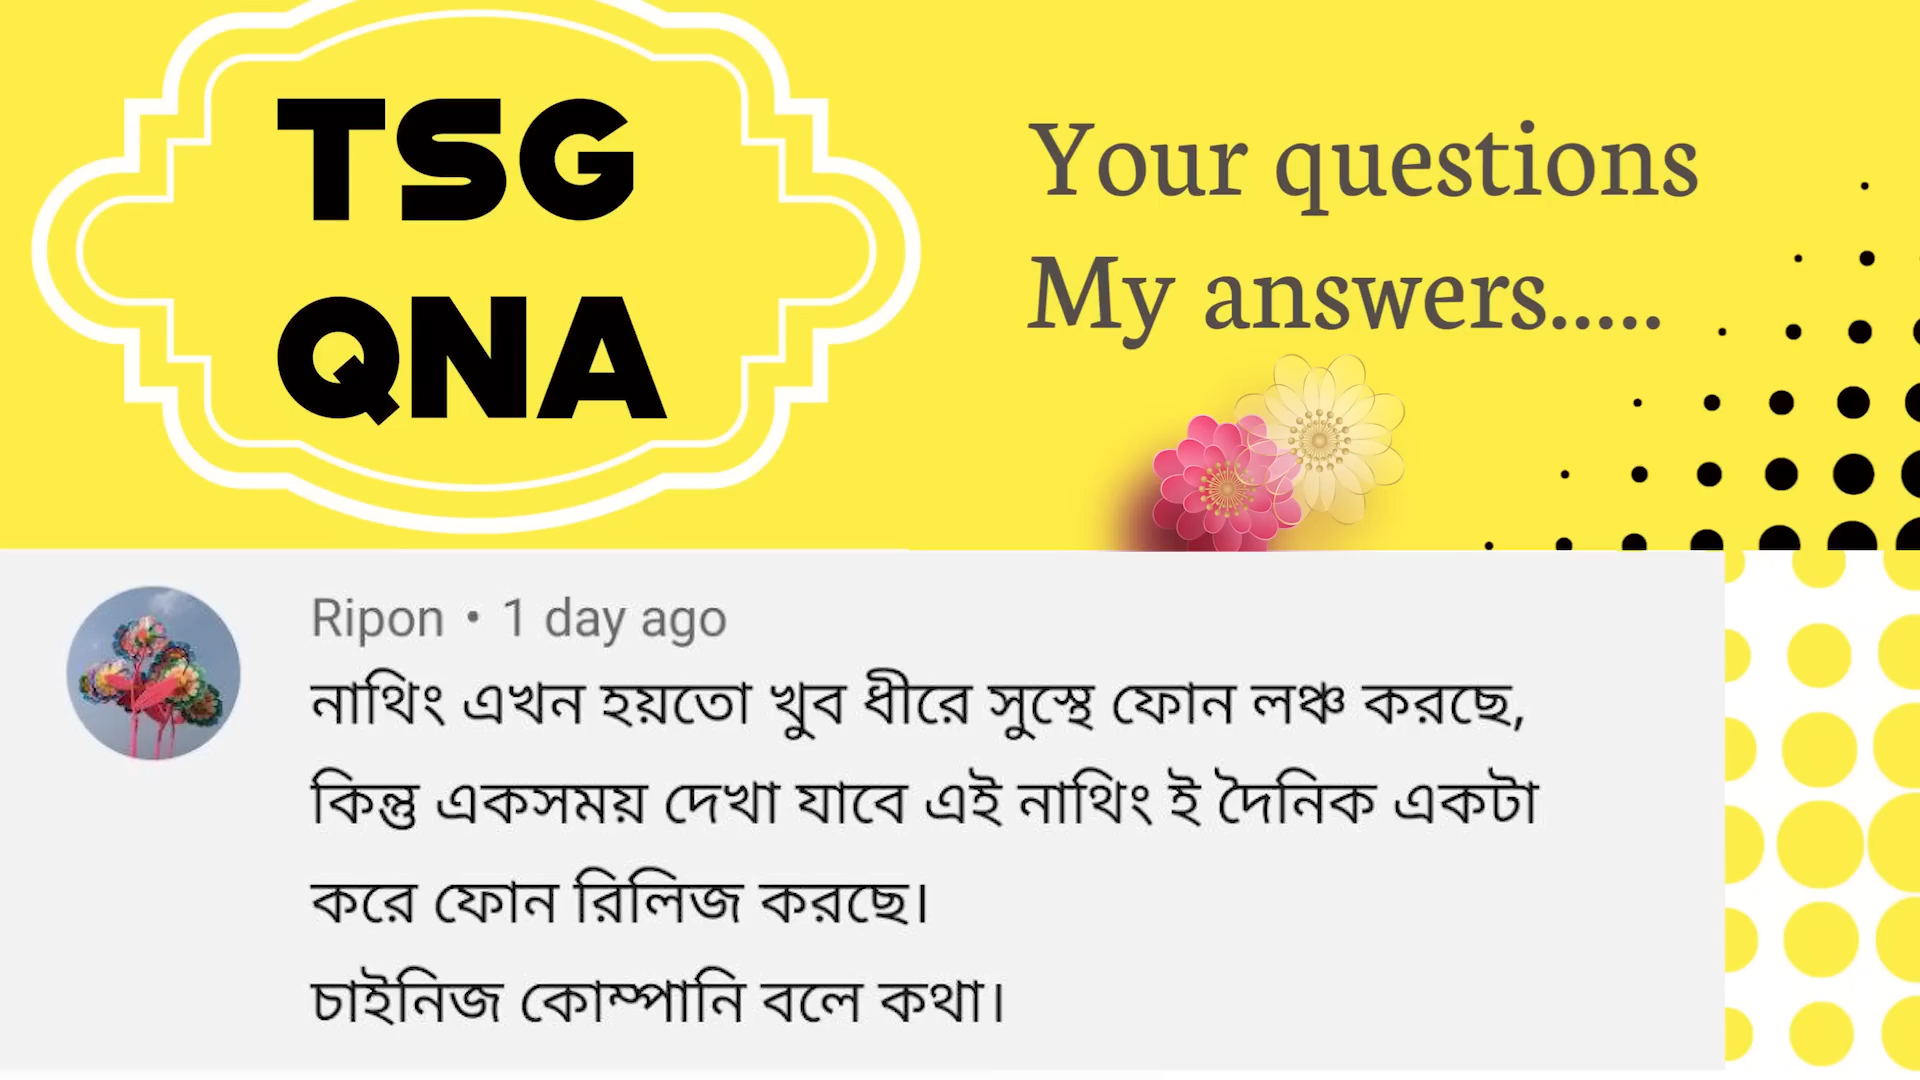 TSG
QNA
Your questions
My answers.....
Ripon • 1 day ago
নাথিং এখন হয়তো খুব ধীরে সুস্থে ফোন লঞ্চ করছে,
কিন্তু একসময় দেখা যাবে এই নাথিং ই দৈনিক একটা
করে ফোন রিলিজ করছে।
চাইনিজ কোম্পানি বলে কথা।